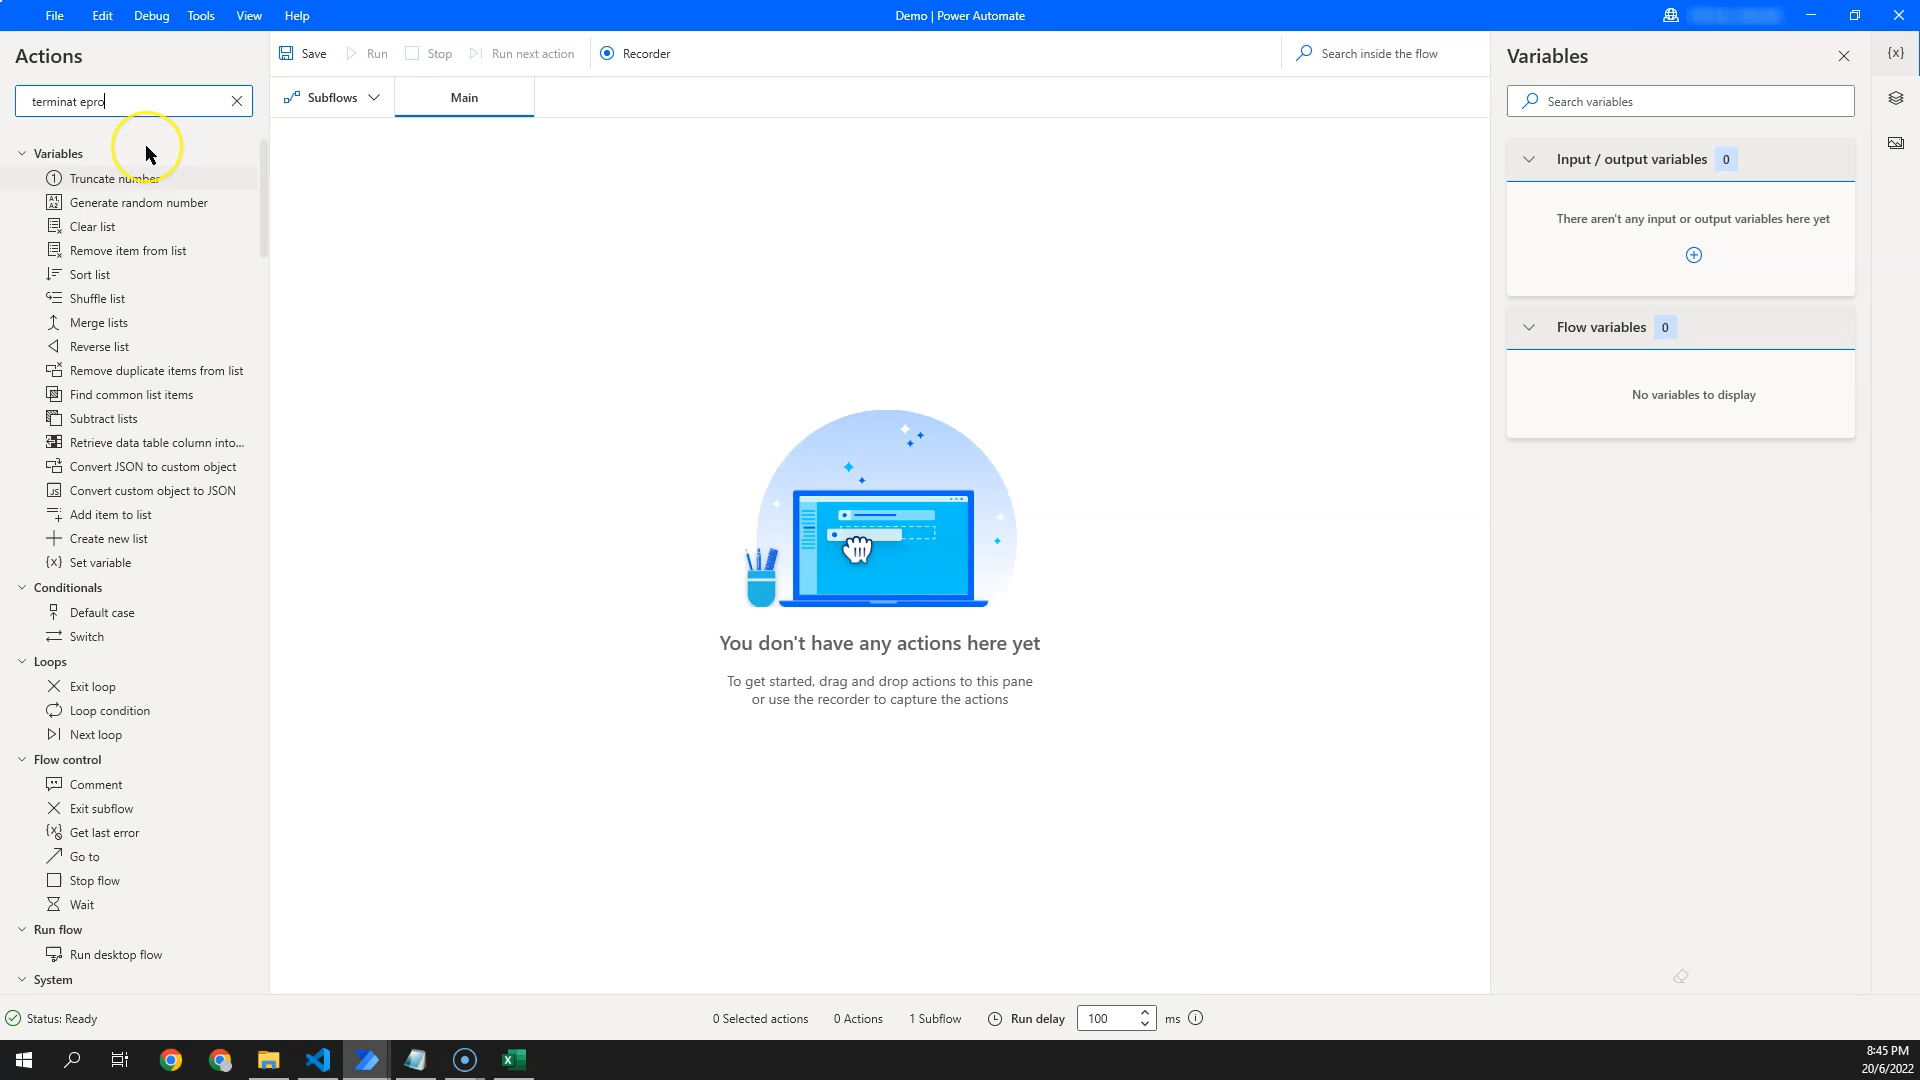 File Edit Debug Tools View Help
Demo | Power Automate
Actions
terminat epro
Variables
Truncate number
Generate random number
Clear list
Remove item from list
Sort list
Shuffle list
Merge lists
Reverse list
Remove duplicate items from list
Find common list items
Subtract lists
Retrieve data table column into...
Convert JSON to custom object
Convert custom object to JSON
Add item to list
Create new list
{x} Set variable
Conditionals
Default case
Switch
Loops
Exit loop
Loop condition
Next loop
Flow control
Comment
Exit subflow
Get last error
Go to
Stop flow
Wait
Run flow
Run desktop flow
System
Save Run Stop Run next action Recorder
Search inside the flow
Subflows Main
You don't have any actions here yet
To get started, drag and drop actions to this pane
or use the recorder to capture the actions
Variables
{x}
Search variables
Input / output variables 0
There aren't any input or output variables here yet
Flow variables 0
No variables to display
Status: Ready 0 Selected actions 0 Actions 1 Subflow Run delay 100 ms
8:45 PM
20/6/2022